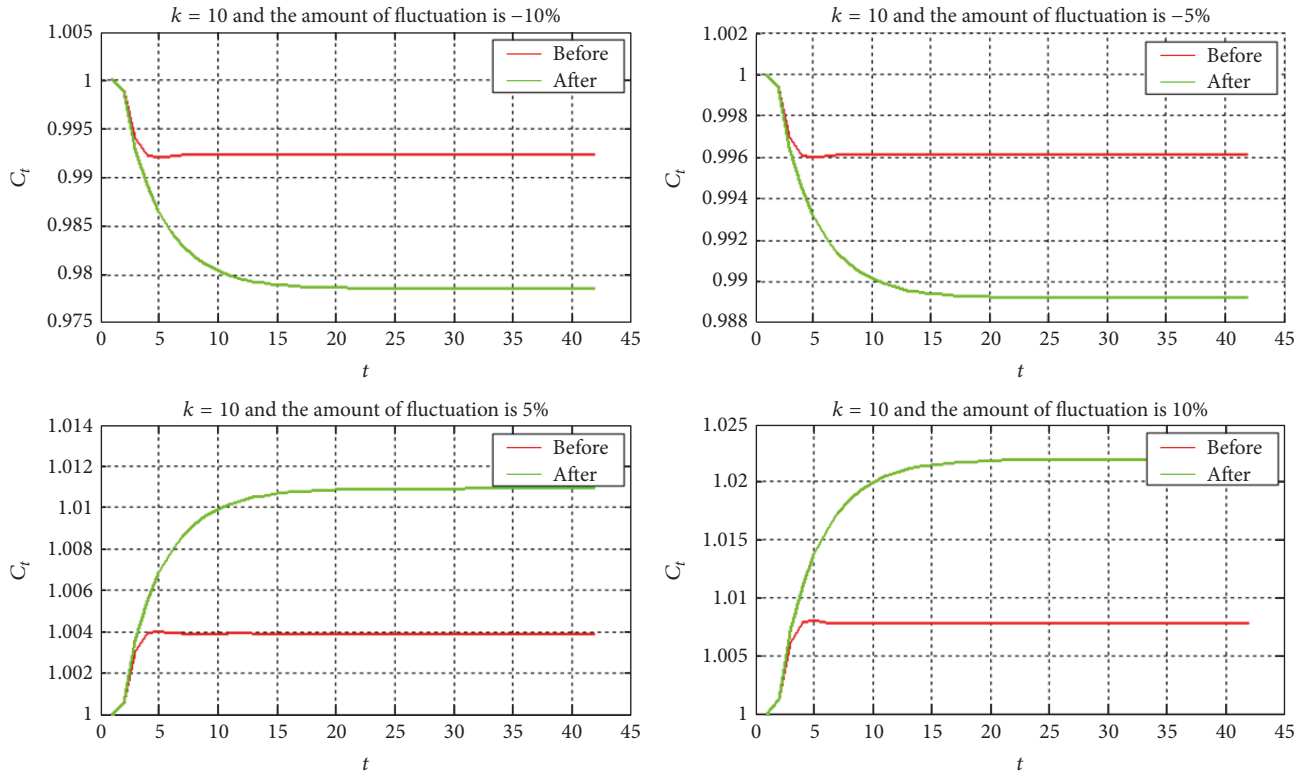 k = 10 and the amount of fluctuation is −10%
1.005
1
0.995
0.99
0.985
0.98
0.975
C_t
Before
After
0 5 10 15 20 25 30 35 40 45
t
k = 10 and the amount of fluctuation is −5%
1.002
1
0.998
0.996
0.994
0.992
0.99
0.988
C_t
Before
After
0 5 10 15 20 25 30 35 40 45
t
k = 10 and the amount of fluctuation is 5%
1.014
1.012
1.01
1.008
1.006
1.004
1.002
1
C_t
Before
After
0 5 10 15 20 25 30 35 40 45
t
k = 10 and the amount of fluctuation is 10%
1.025
1.02
1.015
1.01
1.005
1
C_t
Before
After
0 5 10 15 20 25 30 35 40 45
t